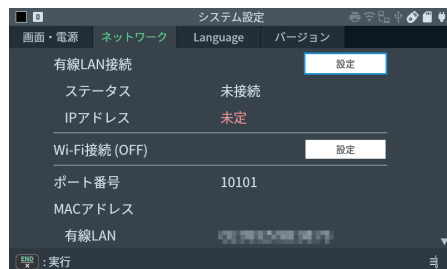 0 システム設定
画面・電源 ネットワーク Language バージョン
有線LAN接続 設定
ステータス 未接続
IPアドレス 未定
Wi-Fi接続 (OFF) 設定
ポート番号 10101
MACアドレス
有線LAN
END × :実行